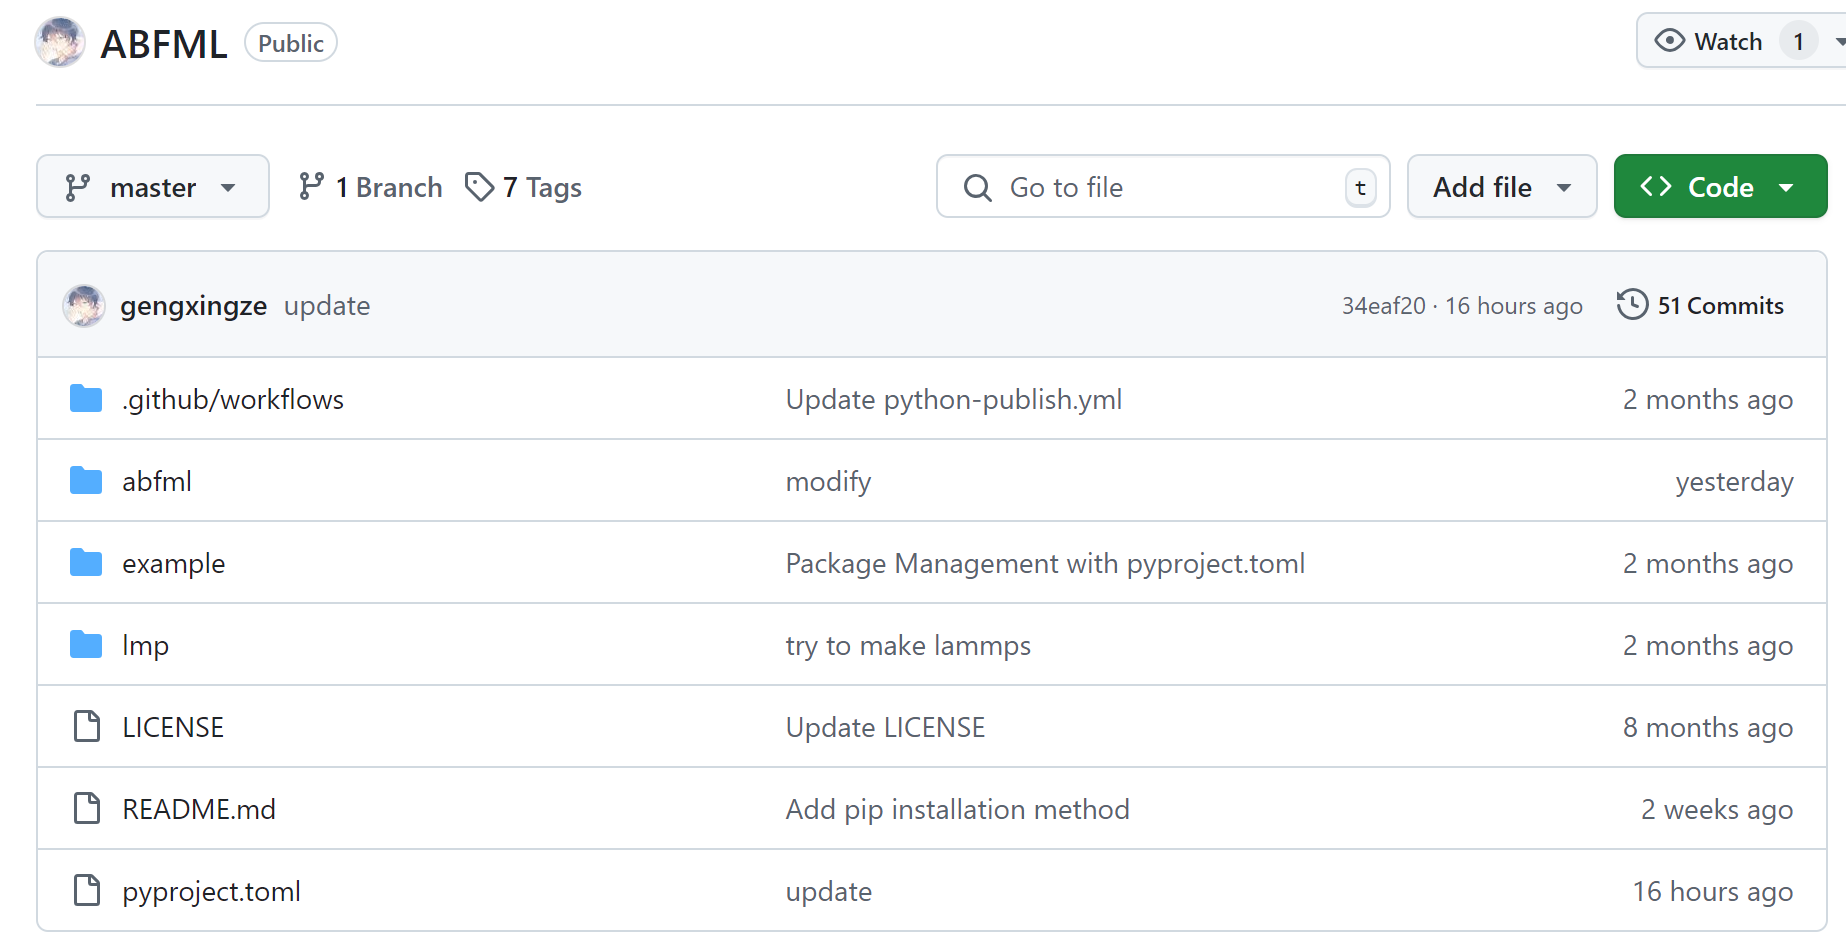 ABFML Public Watch 1
master 1 Branch 7 Tags Go to file t Add file Code
gengxingze update 34eaf20 · 16 hours ago 51 Commits
.github/workflows Update python-publish.yml 2 months ago
abfml modify yesterday
example Package Management with pyproject.toml 2 months ago
lmp try to make lammps 2 months ago
LICENSE Update LICENSE 8 months ago
README.md Add pip installation method 2 weeks ago
pyproject.toml update 16 hours ago